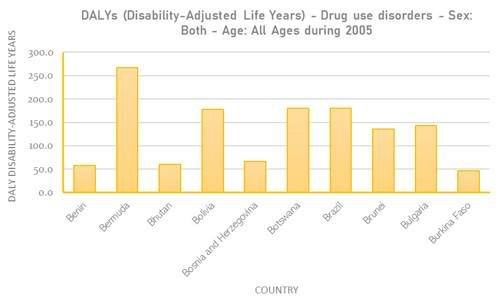 DALYs (Disability-Adjusted Life Years) - Drug use disorders - Sex:
Both - Age: All Ages during 2005
DALY DISABILITY-ADJUSTED LIFE YEARS
300.0
250.0
200.0
150.0
100.0
50.0
0.0
Benin
Bermuda
Bhutan
Bolivia
Bosnia and Herzegovina
Botswana
Brazil
Brunei
Bulgaria
Burkina Faso
COUNTRY